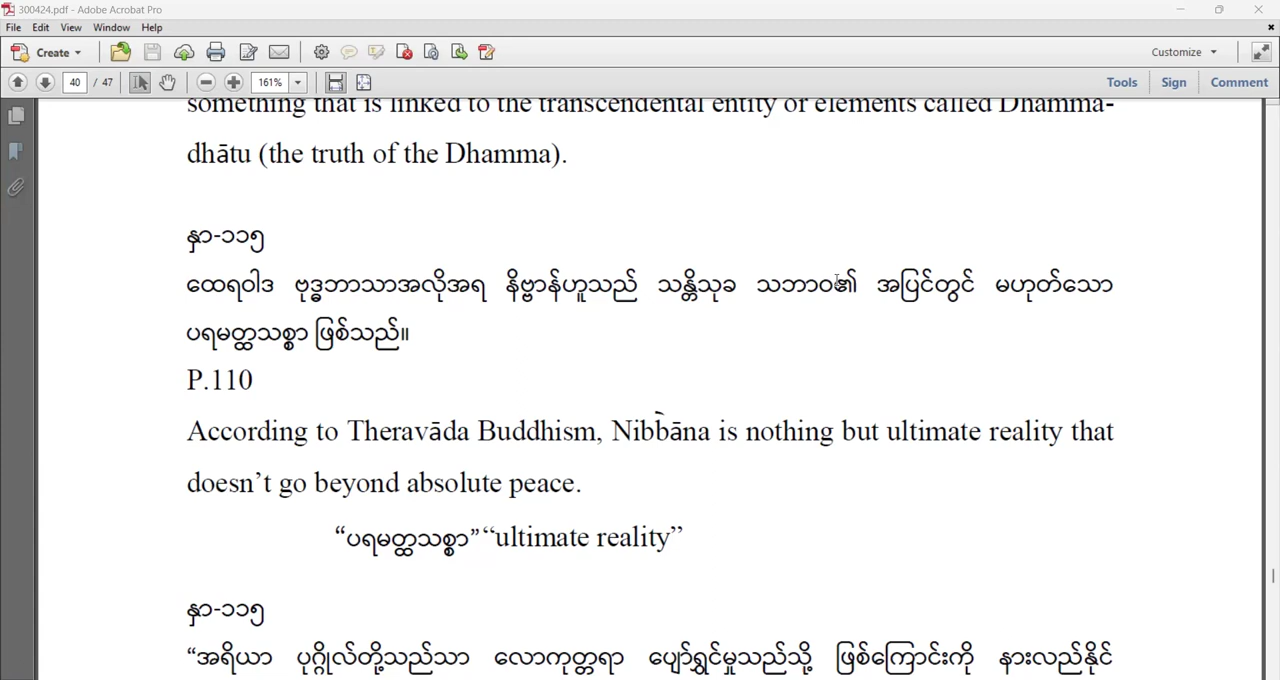 300424.pdf - Adobe Acrobat Pro
File Edit View Window Help
Create
Customize
40 / 47
161%
Tools Sign Comment
something that is linked to the transcendental entity or elements called Dhamma-
dhātu (the truth of the Dhamma).
နှာ-၁၁၅
ထေရဝါဒ ဗုဒ္ဓဘာသာအလိုအရ နိဗ္ဗာန်ဟူသည် သန္တိသုခ သဘာဝ၏ အပြင်တွင် မဟုတ်သော
ပရမတ္ထသစ္စာ ဖြစ်သည်။
P.110
According to Theravāda Buddhism, Nibbāna is nothing but ultimate reality that
doesn’t go beyond absolute peace.
“ပရမတ္ထသစ္စာ” “ultimate reality”
နှာ-၁၁၅
“အရိယာ ပုဂ္ဂိုလ်တို့သည်သာ လောကုတ္တရာ ပျော်ရွှင်မှုသည်သို့ ဖြစ်ကြောင်းကို နားလည်နိုင်